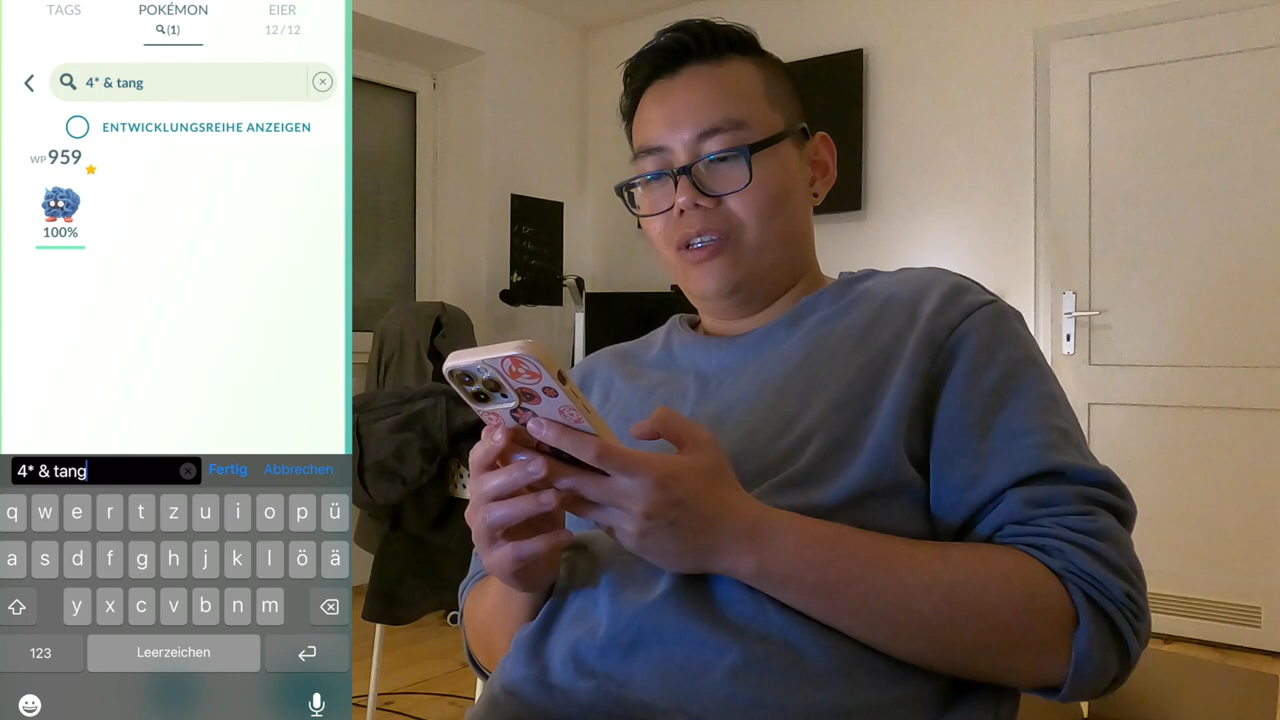 TAGS
POKÉMON
EIER
(1)
12 / 12
4* & tang
ENTWICKLUNGSREIHE ANZEIGEN
WP 959
100%
4* & tang
Fertig
Abbrechen
q w e r t z u i o p ü
a s d f g h j k l ö ä
y x c v b n m
123
Leerzeichen